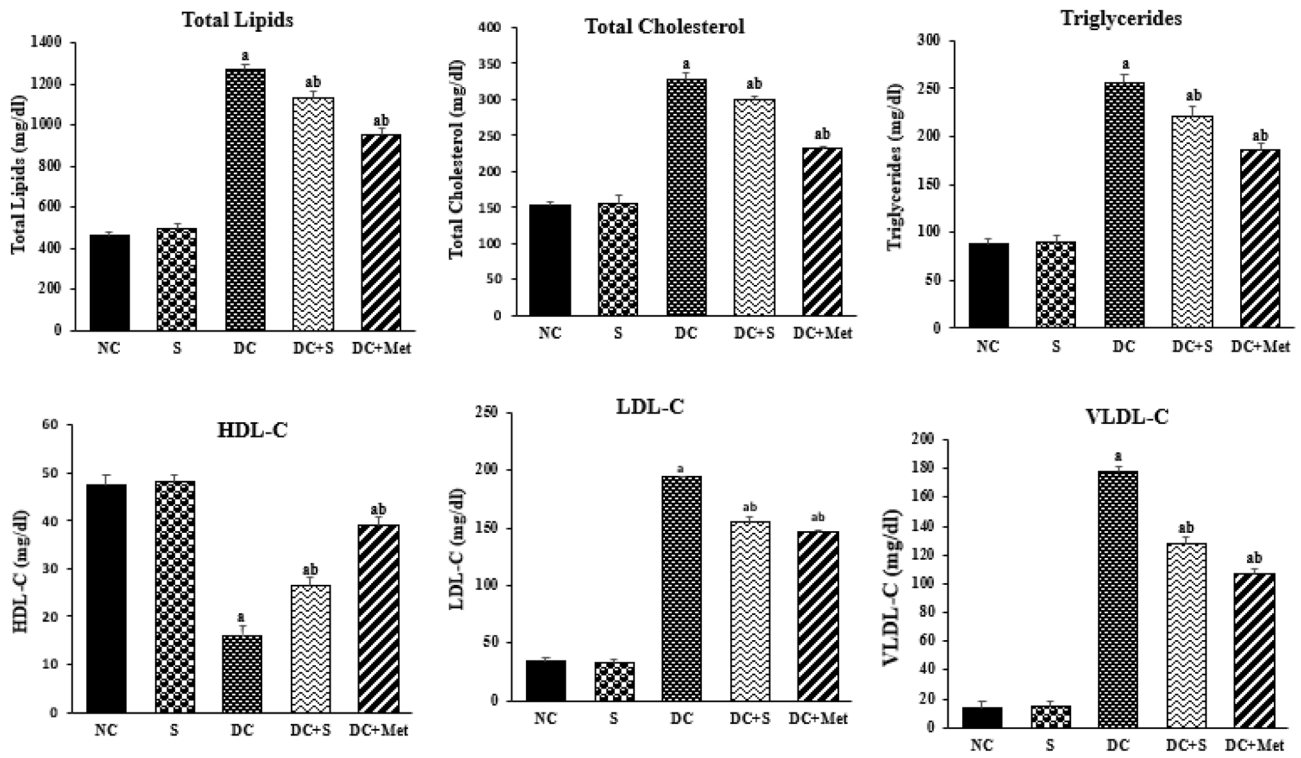 Total Lipids
Total Lipids (mg/dl)
1400
1200
1000
800
600
400
200
0
a
ab
ab
NC S DC DC+S DC+Met
Total Cholesterol
Total Cholesterol (mg/dl)
400
350
300
250
200
150
100
50
0
a
ab
ab
NC S DC DC+S DC+Met
Triglycerides
Triglycerides (mg/dl)
300
250
200
150
100
50
0
a
ab
ab
NC S DC DC+S DC+Met
HDL-C
HDL-C (mg/dl)
60
50
40
30
20
10
0
a
ab
ab
NC S DC DC+S DC+Met
LDL-C
LDL-C (mg/dl)
250
200
150
100
50
0
a
ab
ab
NC S DC DC+S DC+Met
VLDL-C
VLDL-C (mg/dl)
200
180
160
140
120
100
80
60
40
20
0
a
ab
ab
NC S DC DC+S DC+Met